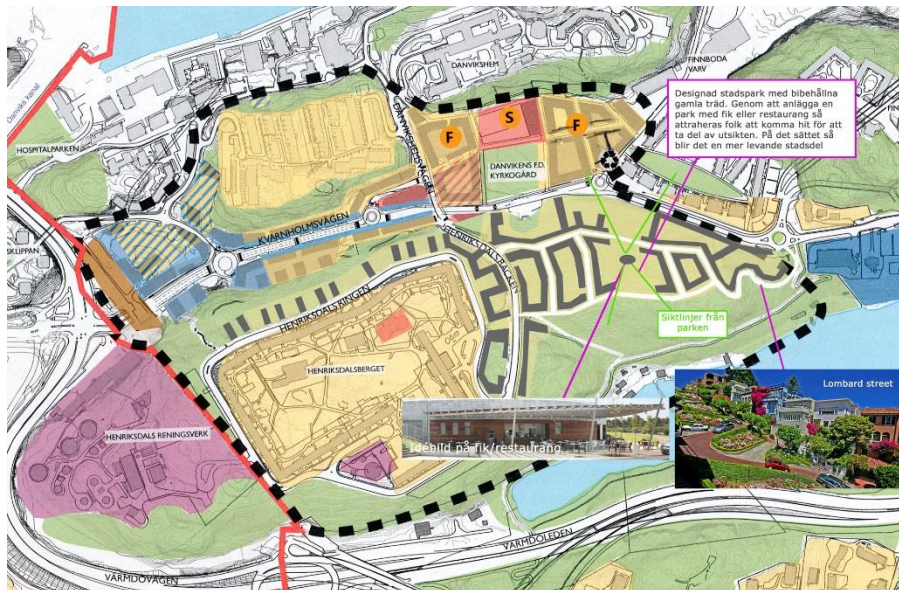 DANVIKSHEM
FINNBODA
VARV
Danviks kanal
HOSPITALPARKEN
DANVIKSHEMSVÄGEN
F
S
F
DANVIKENS F.D.
KYRKOGÅRD
Designad stadspark med bibehållna
gamla träd. Genom att anlägga en
park med fik eller restaurang så
attraheras folk att komma hit för att
ta del av utsikten. På det sättet så
blir det en mer levande stadsdel
KVARNHOLMSVÄGEN
HENRIKSDALSBACKEN
HENRIKSDALSRINGEN
Siktlinjer från
parken
HENRIKSDALSBERGET
HENRIKSDALS RENINGSVERK
Idébild på fik/restaurang
Lombard street
VÄRMDÖLEDEN
VÄRMDÖVÄGEN